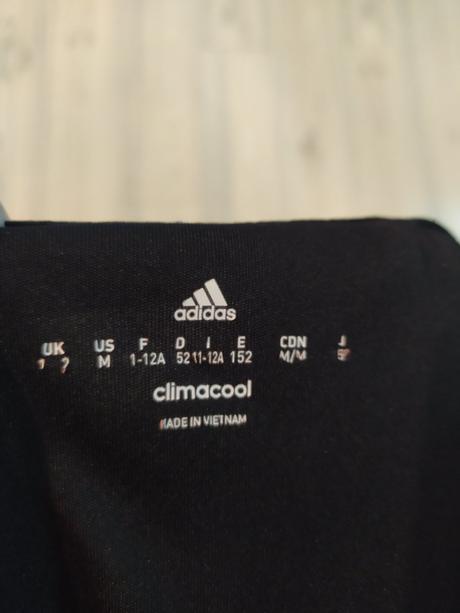 adidas
UK US F D I E CDN J
M 1-12A 52 11-12A 152 M/M
climacool
MADE IN VIETNAM